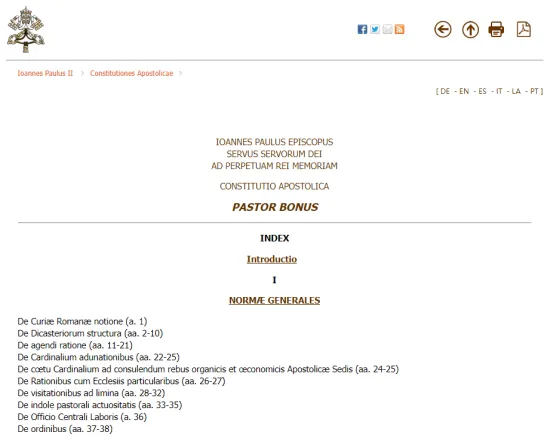 Ioannes Paulus II > Constitutiones Apostolicae >
[ DE - EN - ES - IT - LA - PT ]
IOANNES PAULUS EPISCOPUS
SERVUS SERVORUM DEI
AD PERPETUAM REI MEMORIAM
CONSTITUTIO APOSTOLICA
PASTOR BONUS
INDEX
Introductio
I
NORMÆ GENERALES
De Curiæ Romanæ notione (a. 1)
De Dicasteriorum structura (aa. 2-10)
De agendi ratione (aa. 11-21)
De Cardinalium adunationibus (aa. 22-25)
De cœtu Cardinalium ad consulendum rebus organicis et œconomicis Apostolicæ Sedis (aa. 24-25)
De Rationibus cum Ecclesiis particularibus (aa. 26-27)
De visitationibus ad limina (aa. 28-32)
De indole pastorali actuositatis (aa. 33-35)
De Officio Centrali Laboris (a. 36)
De ordinibus (aa. 37-38)